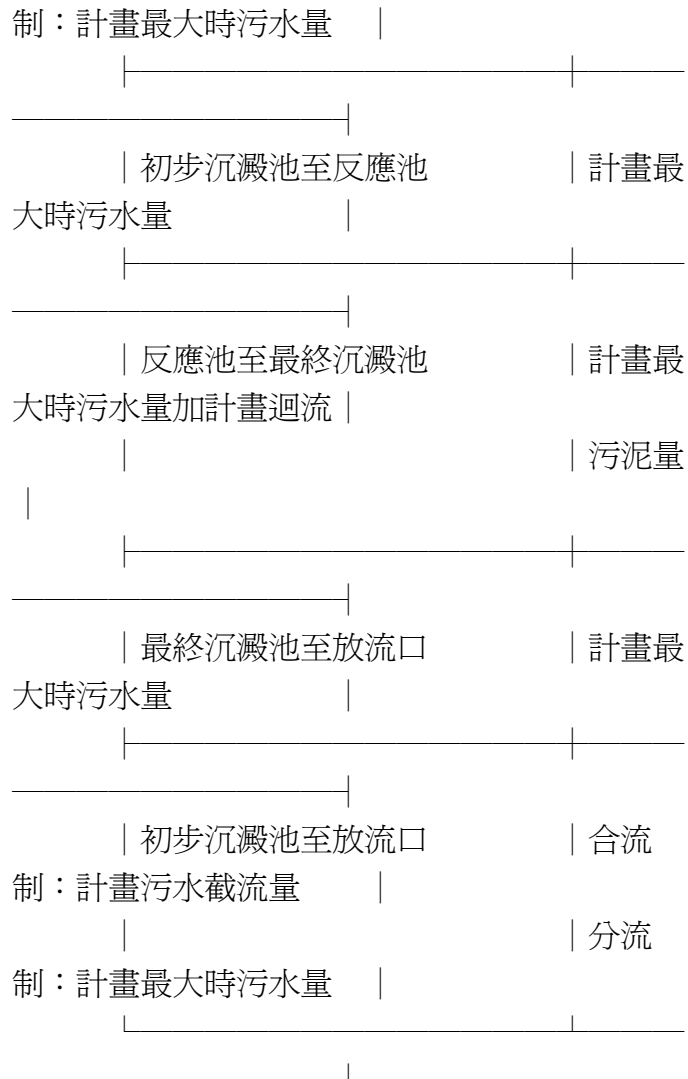 制：計畫最大時污水量　｜
├──────────────┼───
──────────┤
｜初步沉澱池至反應池　　　　｜計畫最
大時污水量　　　　　｜
├──────────────┼───
──────────┤
｜反應池至最終沉澱池　　　　｜計畫最
大時污水量加計畫迴流｜
｜　　　　　　　　　　　　　｜污泥量
｜
├──────────────┼───
──────────┤
｜最終沉澱池至放流口　　　　｜計畫最
大時污水量　　　　　｜
├──────────────┼───
──────────┤
｜初步沉澱池至放流口　　　　｜合流
制：計畫污水截流量　　｜
｜　　　　　　　　　　　　　｜分流
制：計畫最大時污水量　｜
└──────────────┴───